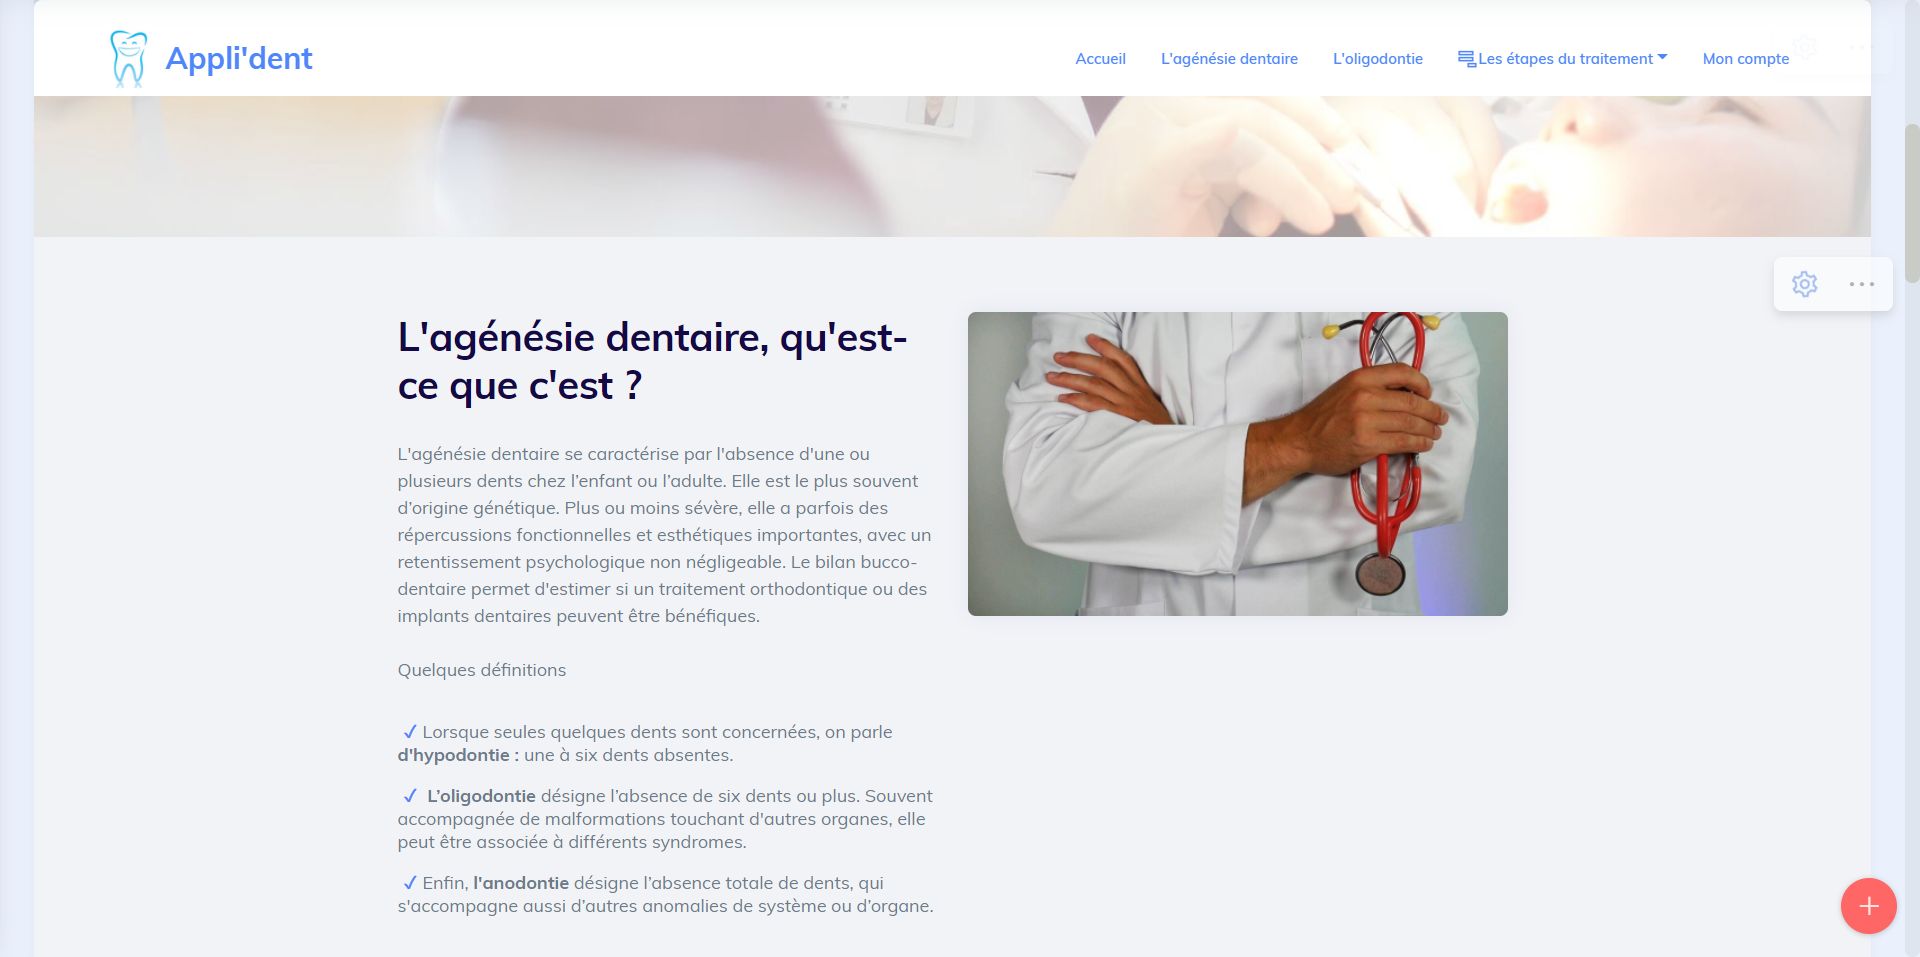 Appli'dent
Accueil
L'agénésie dentaire
L'oligodontie
Les étapes du traitement
Mon compte
L'agénésie dentaire, qu'est-
ce que c'est ?
L'agénésie dentaire se caractérise par l'absence d'une ou
plusieurs dents chez l’enfant ou l’adulte. Elle est le plus souvent
d’origine génétique. Plus ou moins sévère, elle a parfois des
répercussions fonctionnelles et esthétiques importantes, avec un
retentissement psychologique non négligeable. Le bilan bucco-
dentaire permet d'estimer si un traitement orthodontique ou des
implants dentaires peuvent être bénéfiques.
Quelques définitions
✓ Lorsque seules quelques dents sont concernées, on parle
d'hypodontie : une à six dents absentes.
✓ L’oligodontie désigne l’absence de six dents ou plus. Souvent
accompagnée de malformations touchant d'autres organes, elle
peut être associée à différents syndromes.
✓ Enfin, l'anodontie désigne l’absence totale de dents, qui
s'accompagne aussi d’autres anomalies de système ou d’organe.